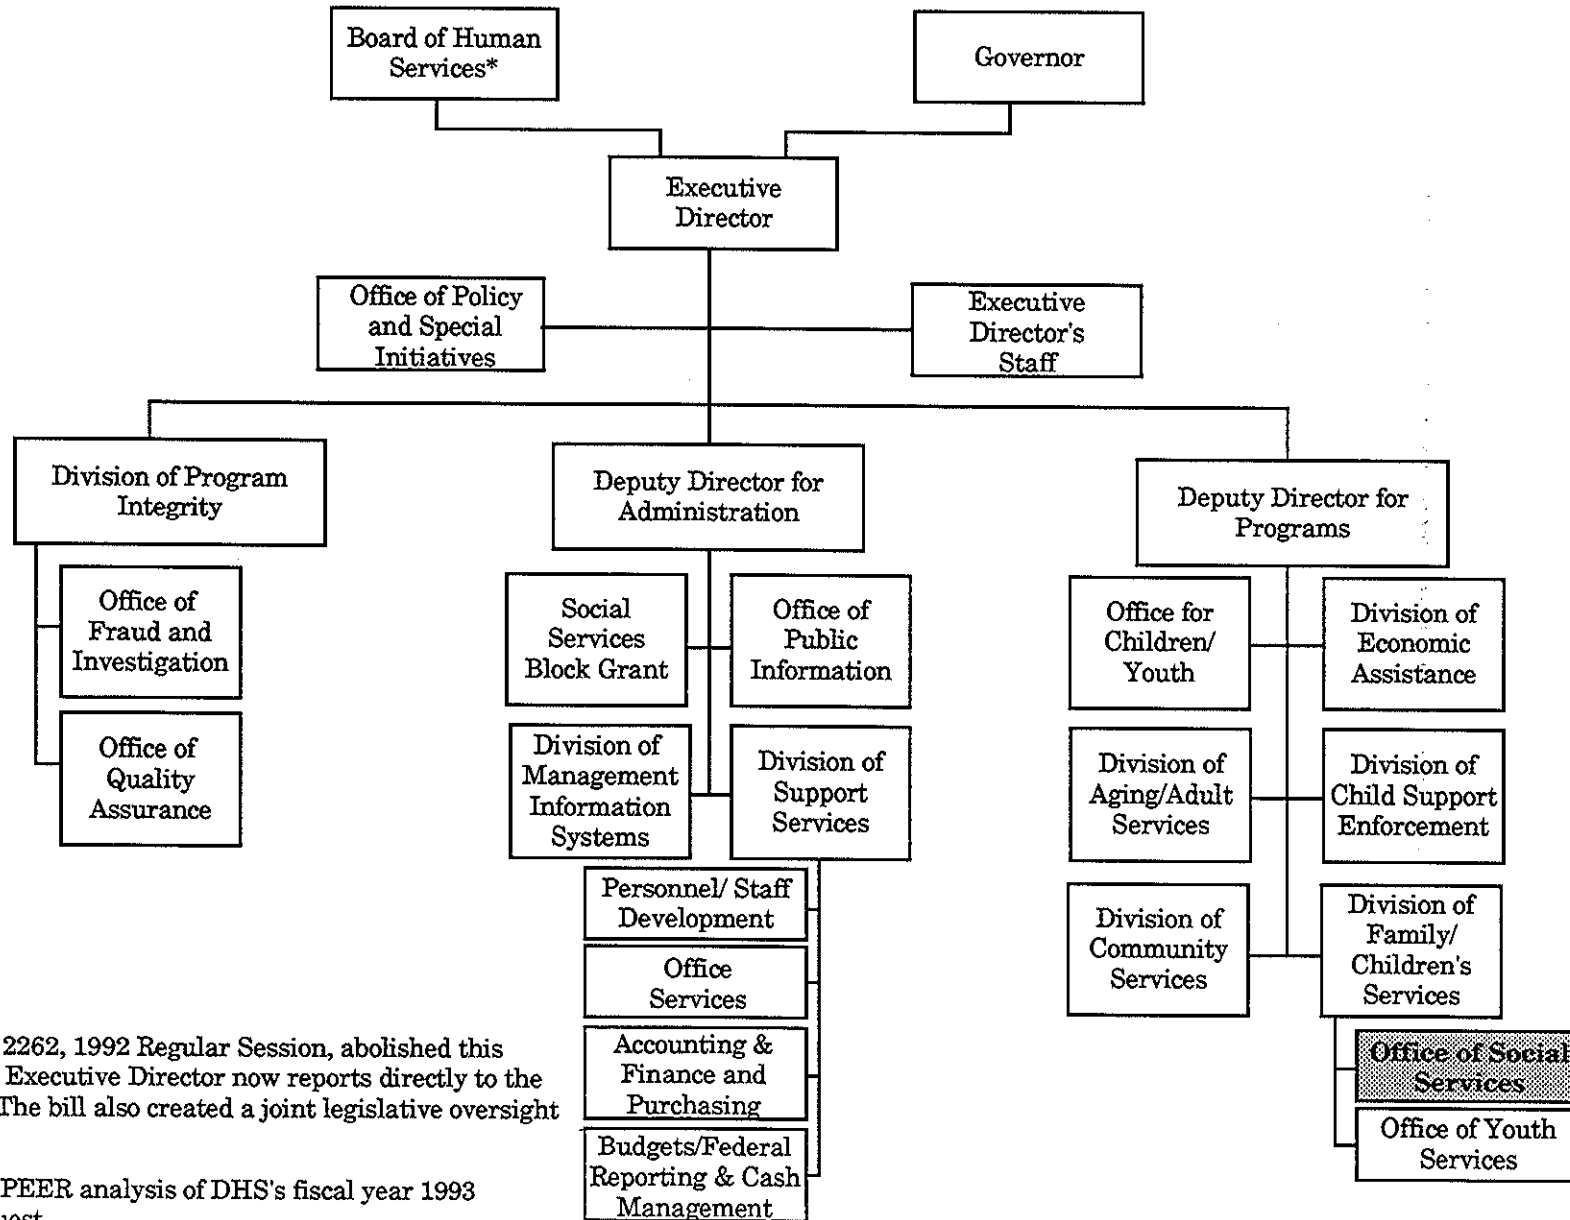 Board of Human
Services*
Governor
Executive
Director
Office of Policy
and Special
Initiatives
Executive
Director's
Staff
Division of Program
Integrity
Deputy Director for
Administration
Deputy Director for
Programs
Office of
Fraud and
Investigation
Social
Services
Block Grant
Office of
Public
Information
Office for
Children/
Youth
Division of
Economic
Assistance
Office of
Quality
Assurance
Division of
Management
Information
Systems
Division of
Support
Services
Division of
Aging/Adult
Services
Division of
Child Support
Enforcement
Personnel/ Staff
Development
Office
Services
Accounting &
Finance and
Purchasing
Budgets/Federal
Reporting & Cash
Management
Division of
Community
Services
Division of
Family/
Children's
Services
Office of Social
Services
Office of Youth
Services
2262, 1992 Regular Session, abolished this
Executive Director now reports directly to the
The bill also created a joint legislative oversight
PEER analysis of DHS's fiscal year 1993